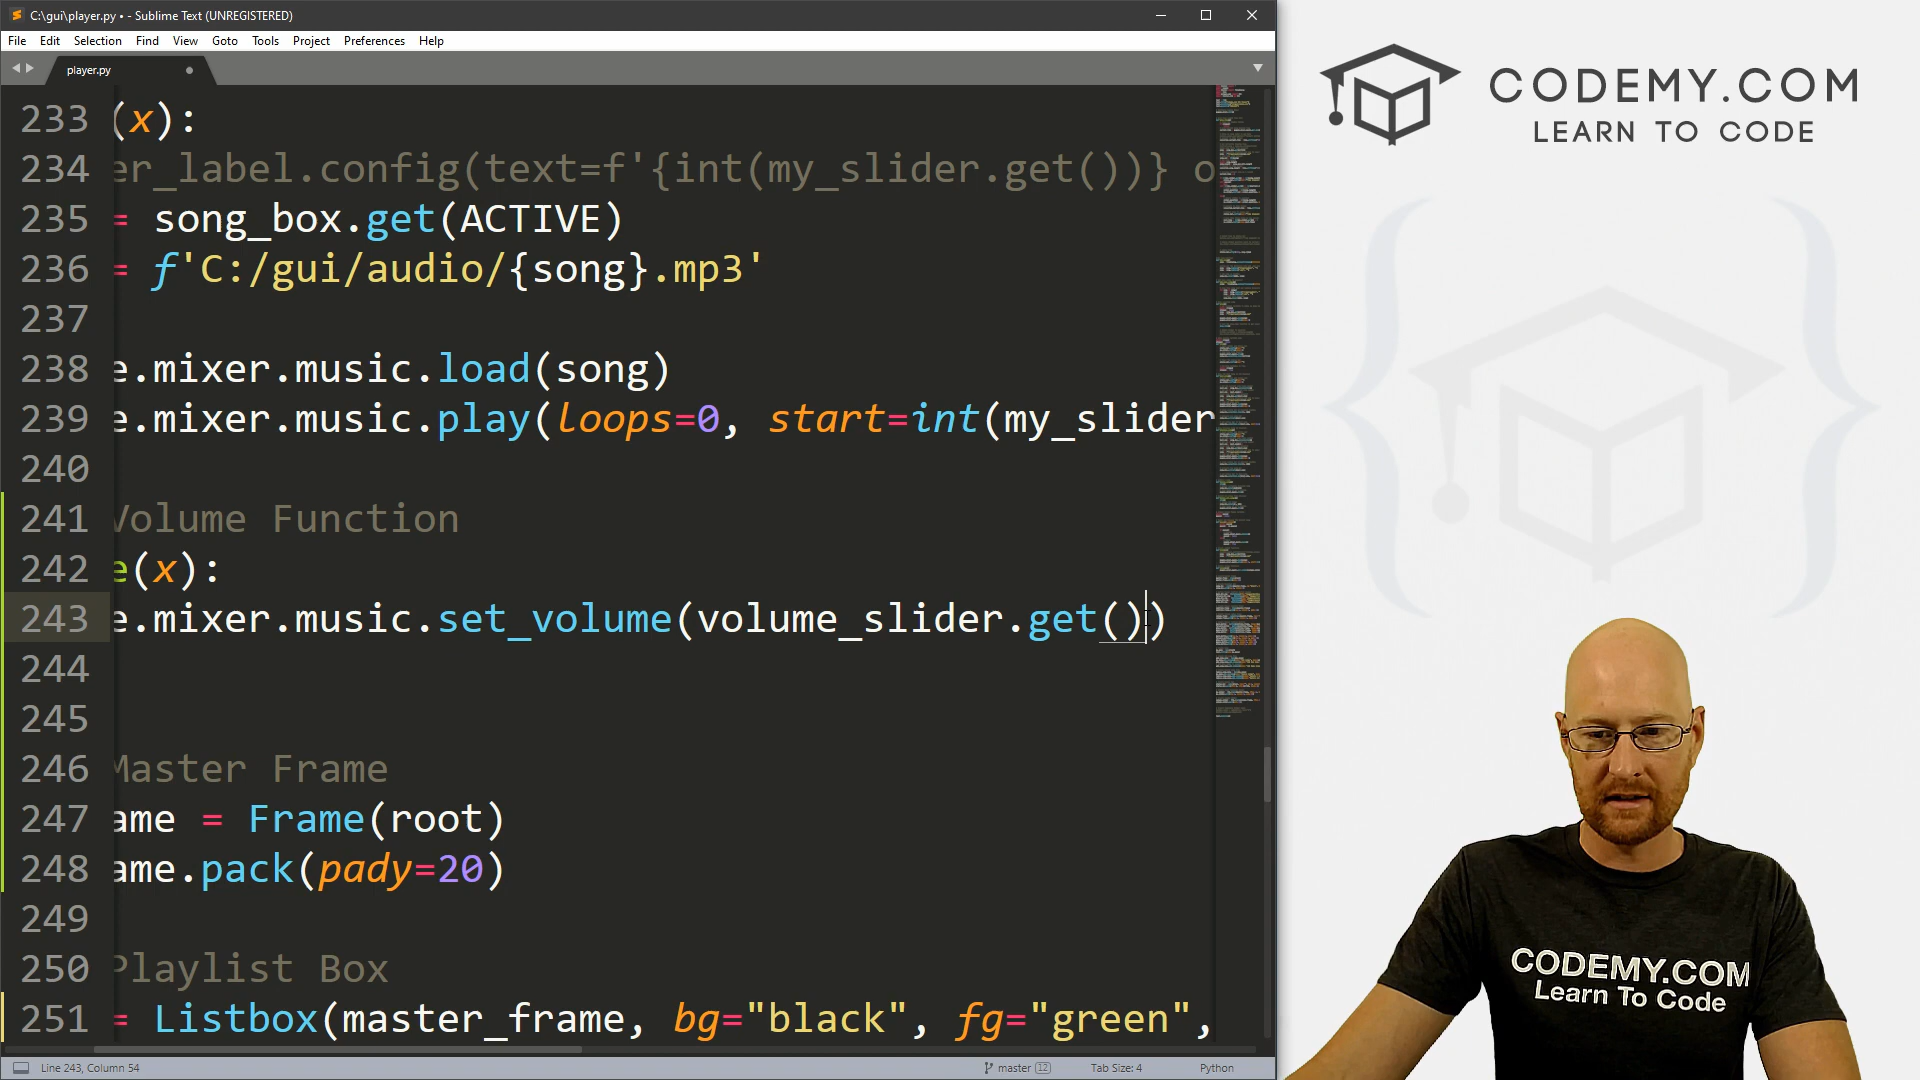 C:\gui\player.py • - Sublime Text (UNREGISTERED)
File Edit Selection Find View Goto Tools Project Preferences Help
player.py
233 (x):
234 er_label.config(text=f'{int(my_slider.get())} o
235 = song_box.get(ACTIVE)
236 = f'C:/gui/audio/{song}.mp3'
237
238 e.mixer.music.load(song)
239 e.mixer.music.play(loops=0, start=int(my_slider
240
241 Volume Function
242 e(x):
243 e.mixer.music.set_volume(volume_slider.get())
244
245
246 Master Frame
247 ame = Frame(root)
248 ame.pack(pady=20)
249
250 Playlist Box
251 = Listbox(master_frame, bg="black", fg="green",
Line 243, Column 54
master 12
Tab Size: 4
Python
CODEMY.COM
LEARN TO CODE
CODEMY.COM
Learn To Code